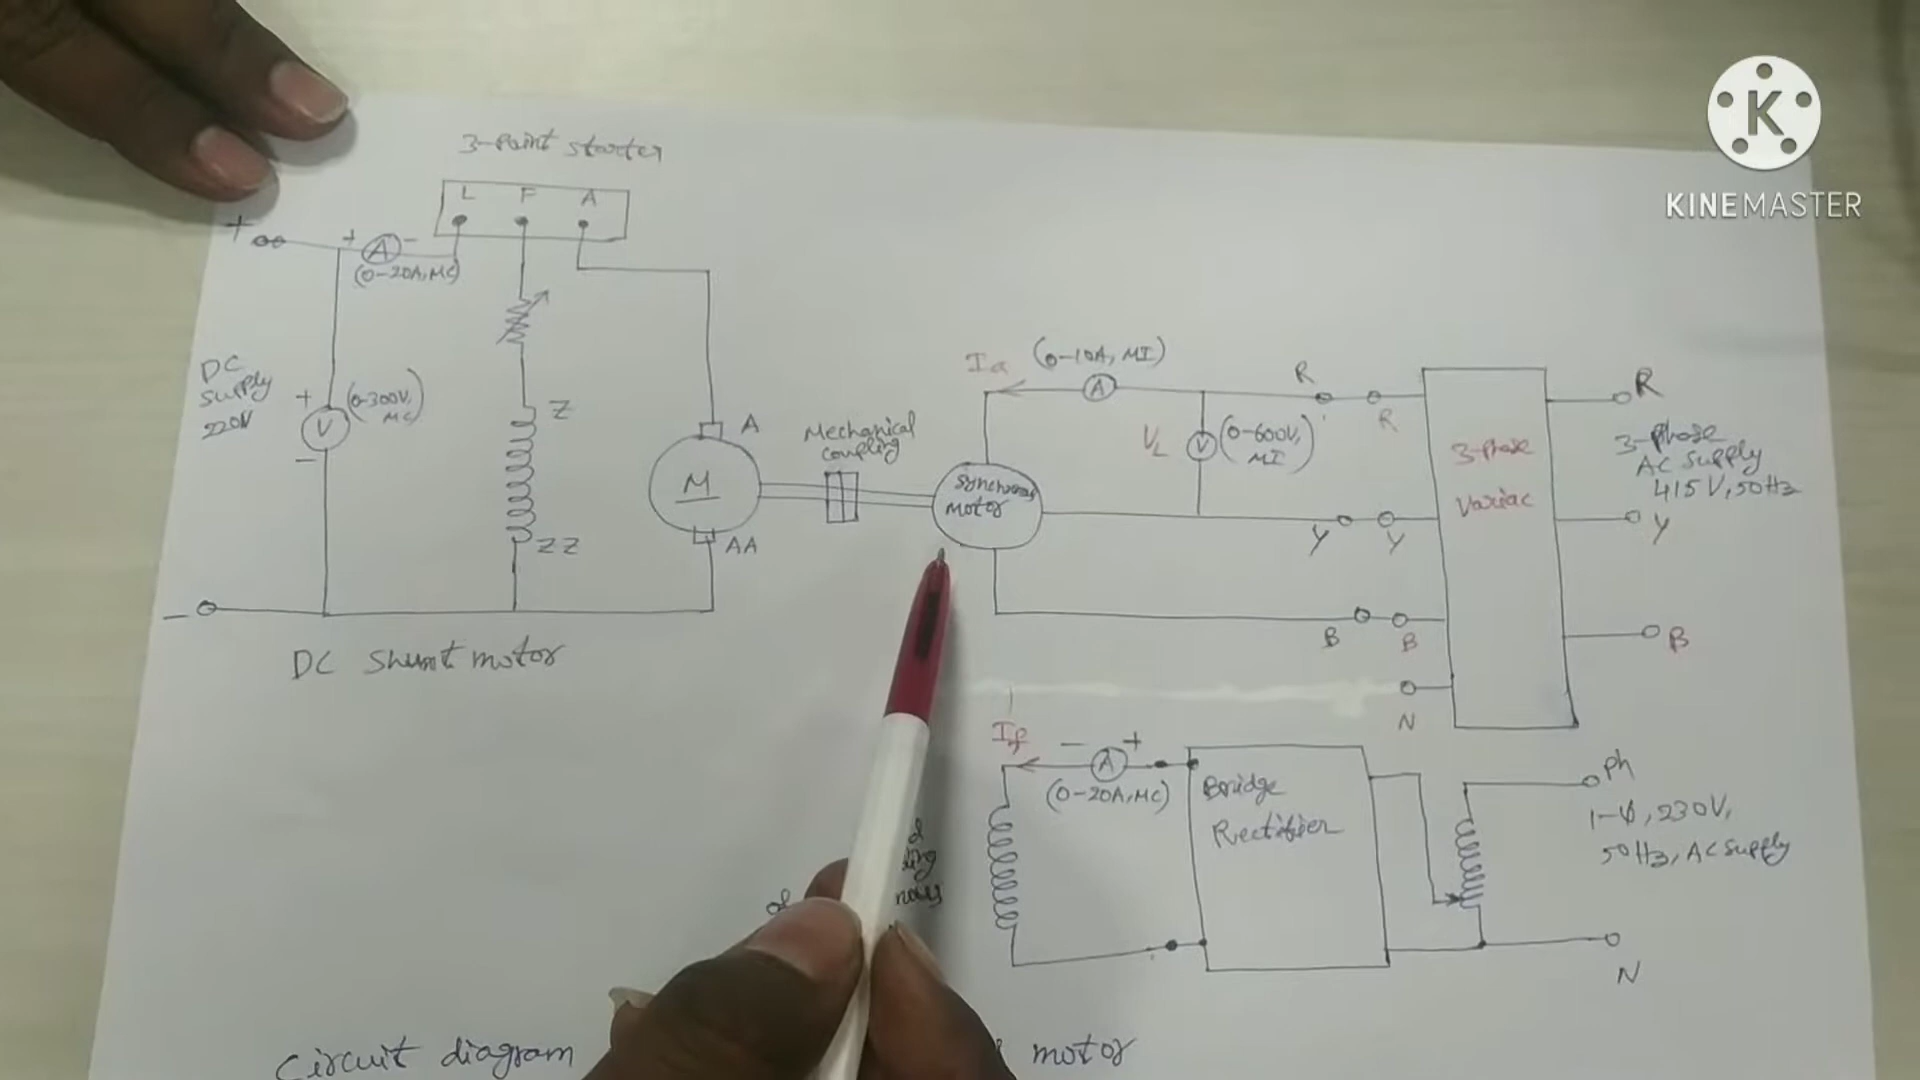 KINEMASTER
3-Point starter
L F A
+
+ A -
(0-20A, MC)
DC
supply
220V
+
V
-
(0-300V,
MC)
Z
ZZ
A
M
AA
-
DC Shunt motor
Mechanical
coupling
Synchronous
motor
Ia
(0-10A, MI)
A
VL
V
(0-600V,
MI)
R
R
Y
Y
B
B
N
3-Phase
Variac
R
3-phase
AC supply
415V, 50Hz
Y
B
If
- A +
(0-20A, MC)
Bridge
Rectifier
Ph
1-ϕ, 230V,
50Hz, AC supply
N
of
Circuit diagram
motor